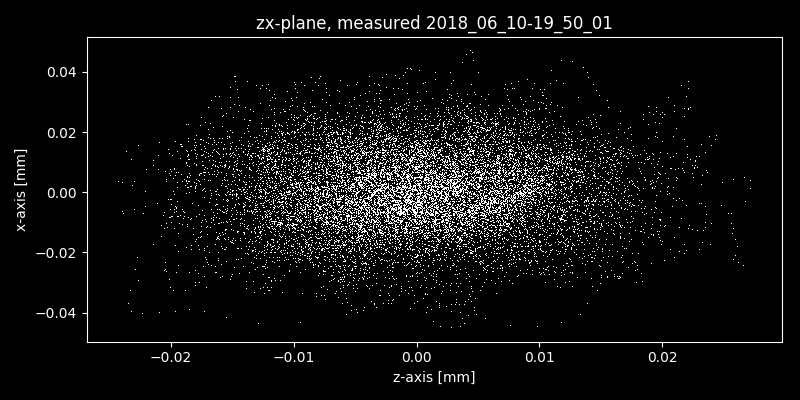 zx-plane, measured 2018_06_10-19_50_01
0.04
0.02
0.00
−0.02
−0.04
x-axis [mm]
−0.02 −0.01 0.00 0.01 0.02
z-axis [mm]